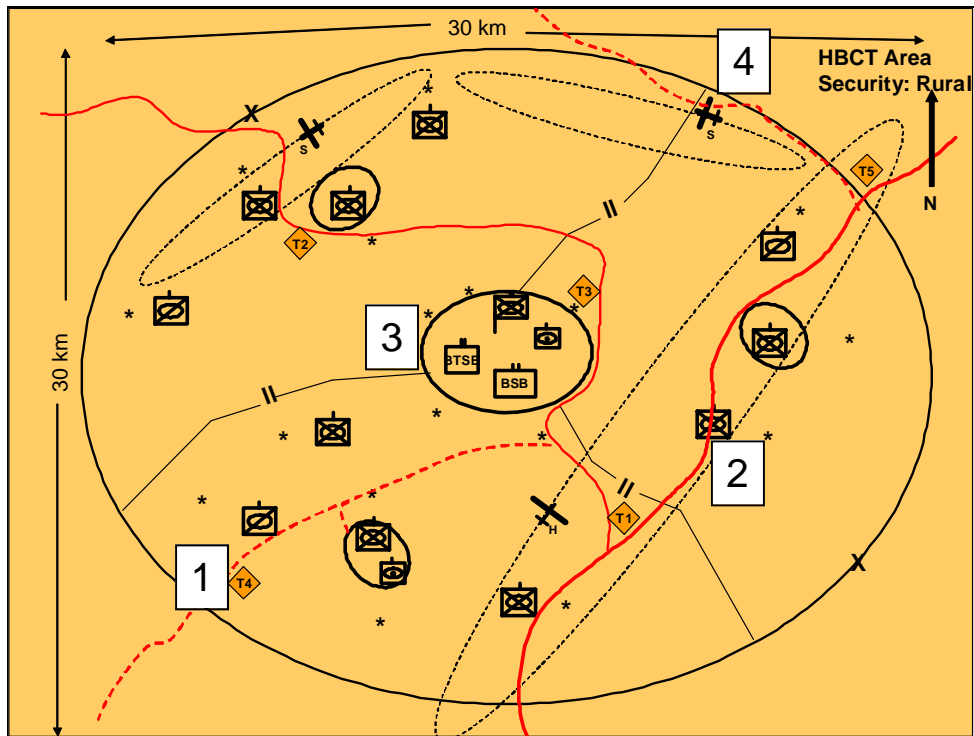 30 km
4
HBCT Area
Security: Rural
X
S
S
T5
N
T2
II
T3
3
30 km
BTSB
II
BSB
II
2
H
T1
1
T4
X